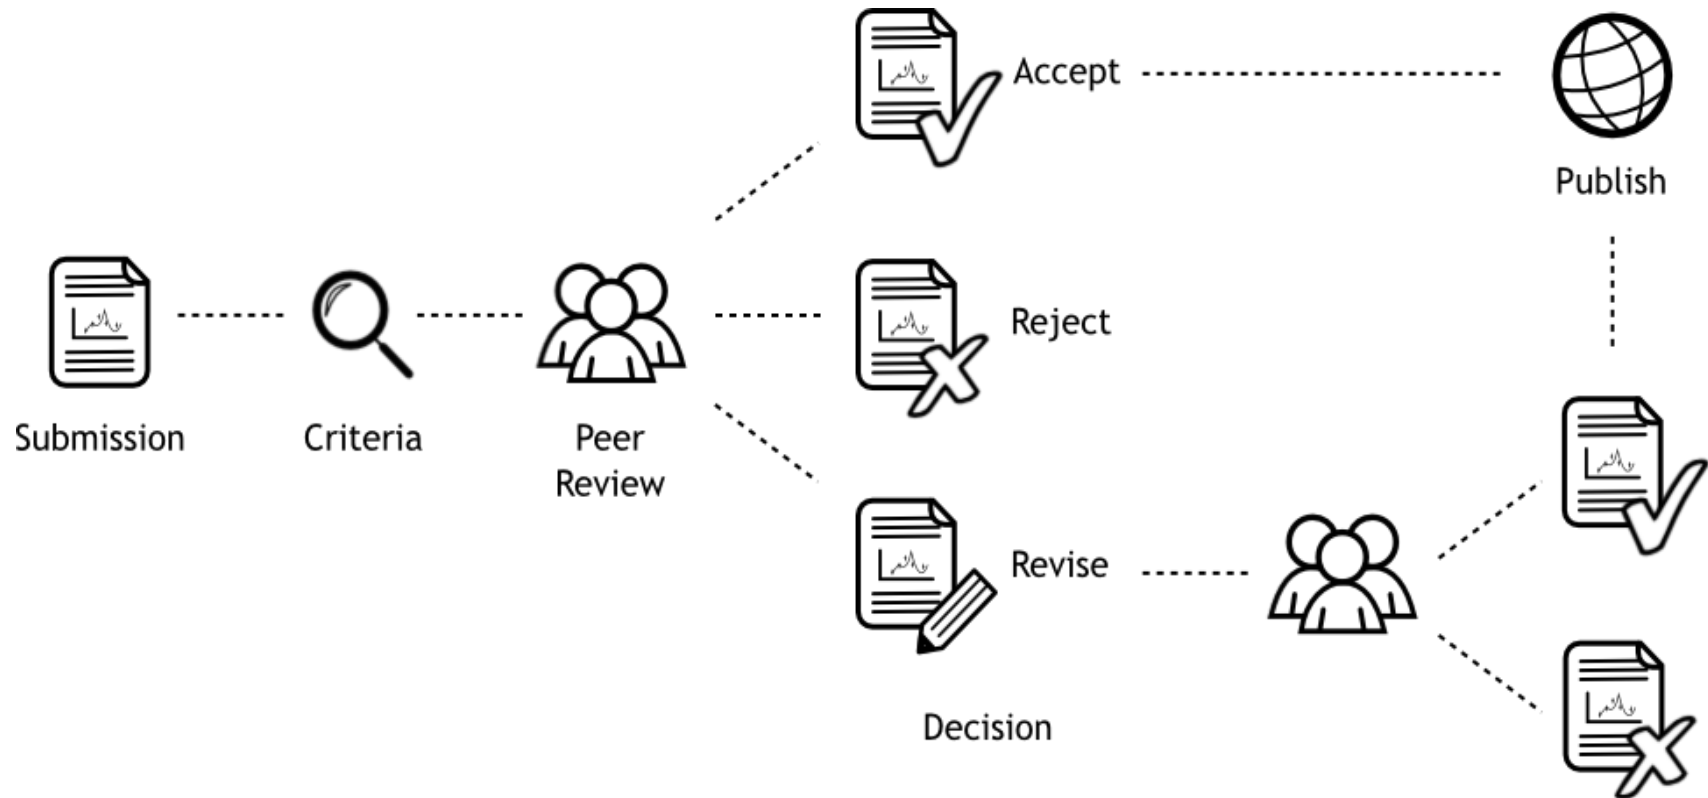 Submission
Criteria
Peer
Review
Accept
Reject
Revise
Decision
Publish